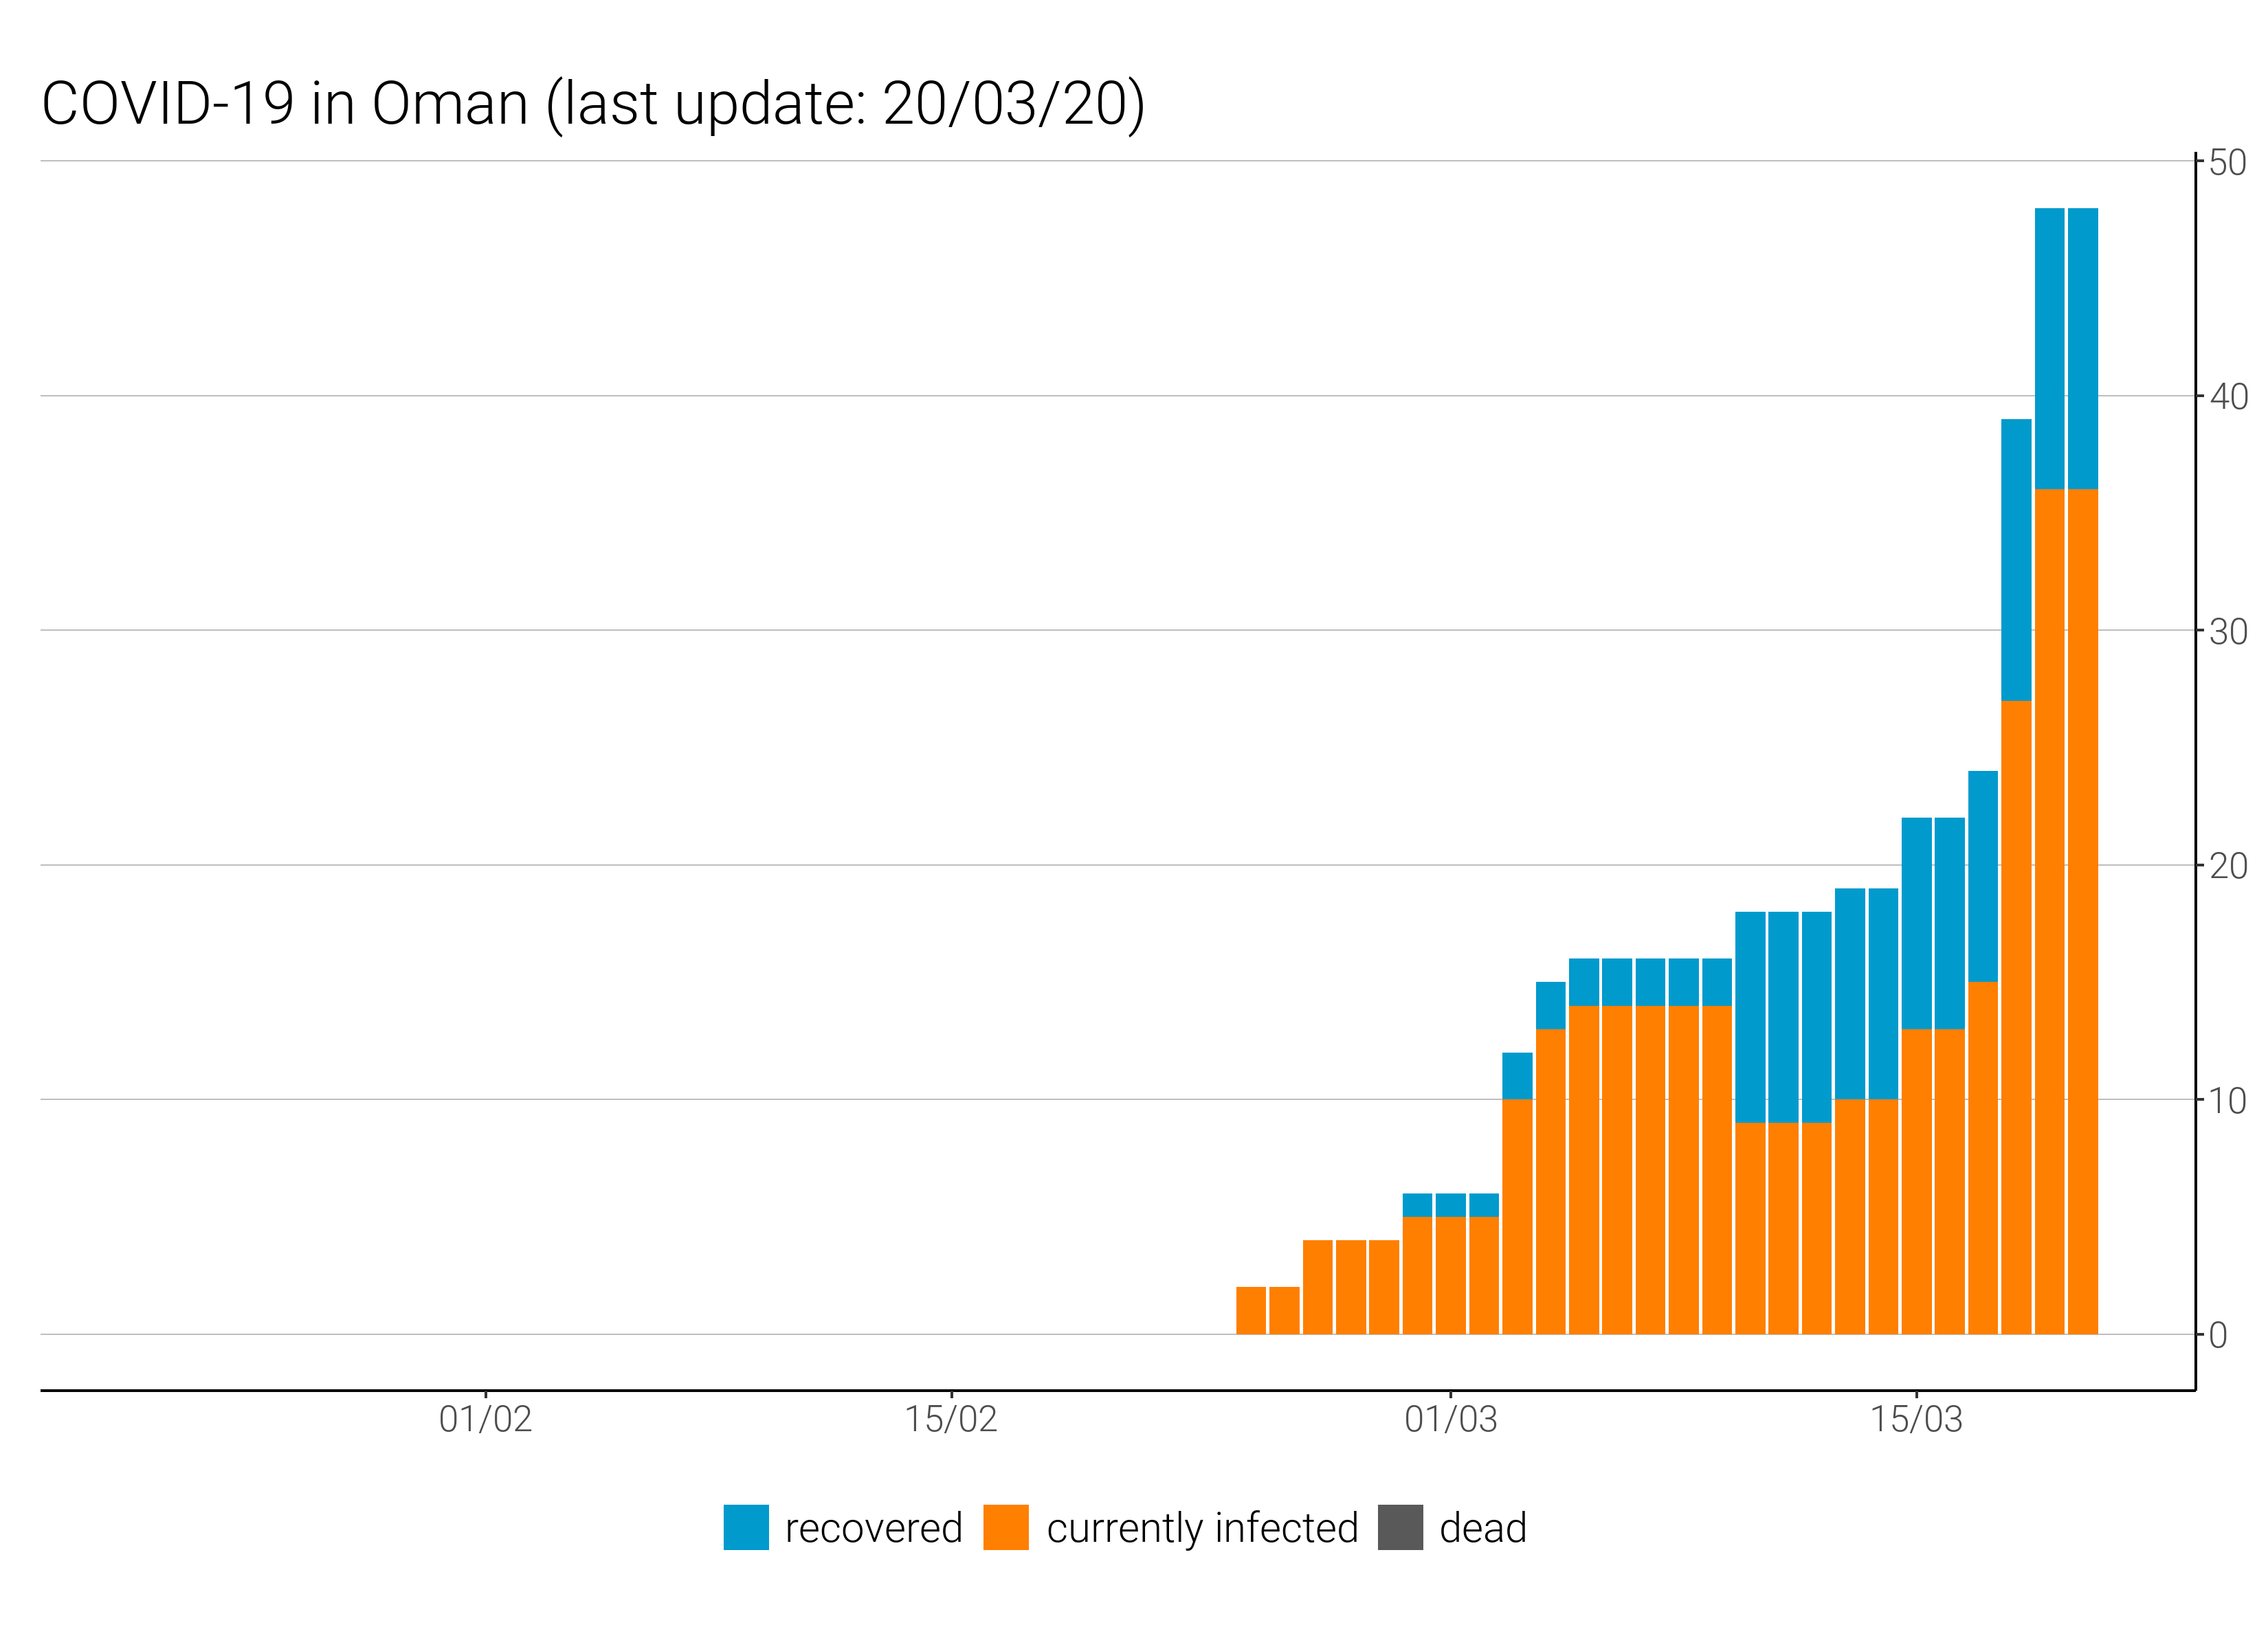 COVID-19 in Oman (last update: 20/03/20)
50
40
30
20
10
0
01/02 15/02 01/03 15/03
recovered currently infected dead